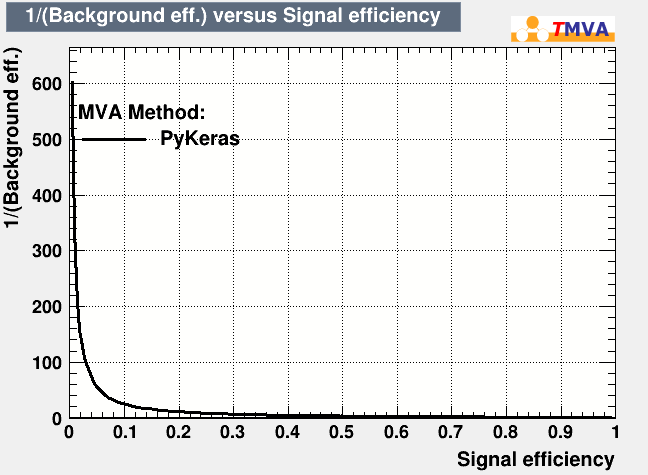 1/(Background eff.) versus Signal efficiency
TMVA
1/(Background eff.)
600
500
400
300
200
100
0
MVA Method:
PyKeras
0 0.1 0.2 0.3 0.4 0.5 0.6 0.7 0.8 0.9 1
Signal efficiency